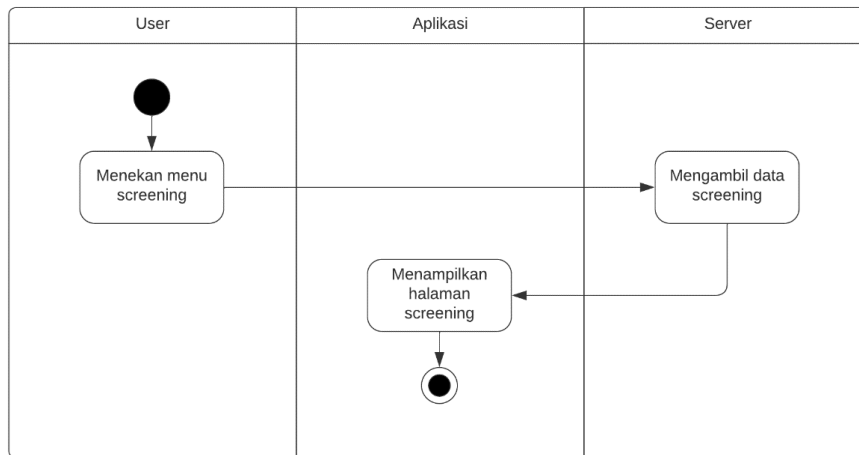 User
Aplikasi
Server
Menekan menu
screening
Mengambil data
screening
Menampilkan
halaman
screening